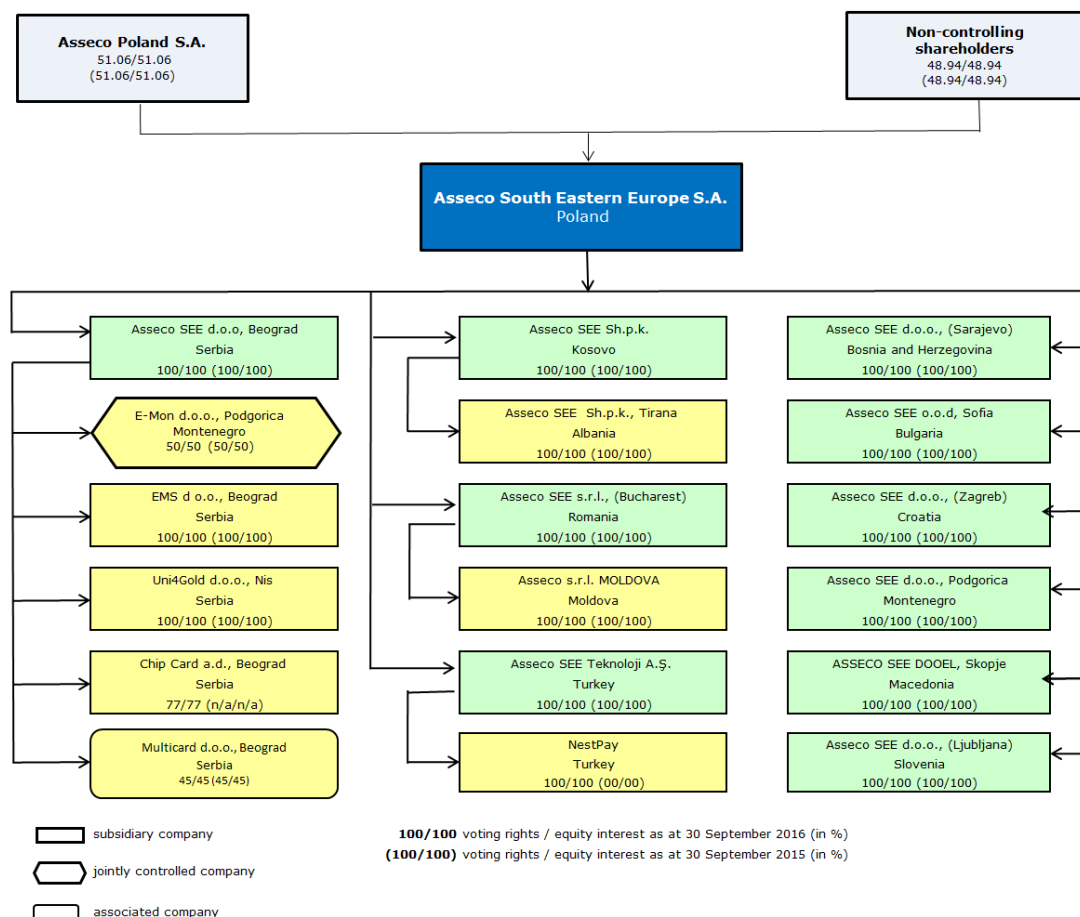 Asseco Poland S.A.
51.06/51.06
(51.06/51.06)
Non-controlling
shareholders
48.94/48.94
(48.94/48.94)
Asseco South Eastern Europe S.A.
Poland
Asseco SEE d.o.o, Beograd
Serbia
100/100 (100/100)
E-Mon d.o.o., Podgorica
Montenegro
50/50 (50/50)
EMS d o.o., Beograd
Serbia
100/100 (100/100)
Uni4Gold d.o.o., Nis
Serbia
100/100 (100/100)
Chip Card a.d., Beograd
Serbia
77/77 (n/a/n/a)
Multicard d.o.o., Beograd
Serbia
45/45 (45/45)
Asseco SEE Sh.p.k.
Kosovo
100/100 (100/100)
Asseco SEE Sh.p.k., Tirana
Albania
100/100 (100/100)
Asseco SEE s.r.l., (Bucharest)
Romania
100/100 (100/100)
Asseco s.r.l. MOLDOVA
Moldova
100/100 (100/100)
Asseco SEE Teknoloji A.Ş.
Turkey
100/100 (100/100)
NestPay
Turkey
100/100 (00/00)
Asseco SEE d.o.o., (Sarajevo)
Bosnia and Herzegovina
100/100 (100/100)
Asseco SEE o.o.d, Sofia
Bulgaria
100/100 (100/100)
Asseco SEE d.o.o., (Zagreb)
Croatia
100/100 (100/100)
Asseco SEE d.o.o., Podgorica
Montenegro
100/100 (100/100)
ASSECO SEE DOOEL, Skopje
Macedonia
100/100 (100/100)
Asseco SEE d.o.o., (Ljubljana)
Slovenia
100/100 (100/100)
subsidiary company
jointly controlled company
associated company
100/100 voting rights / equity interest as at 30 September 2016 (in %)
(100/100) voting rights / equity interest as at 30 September 2015 (in %)